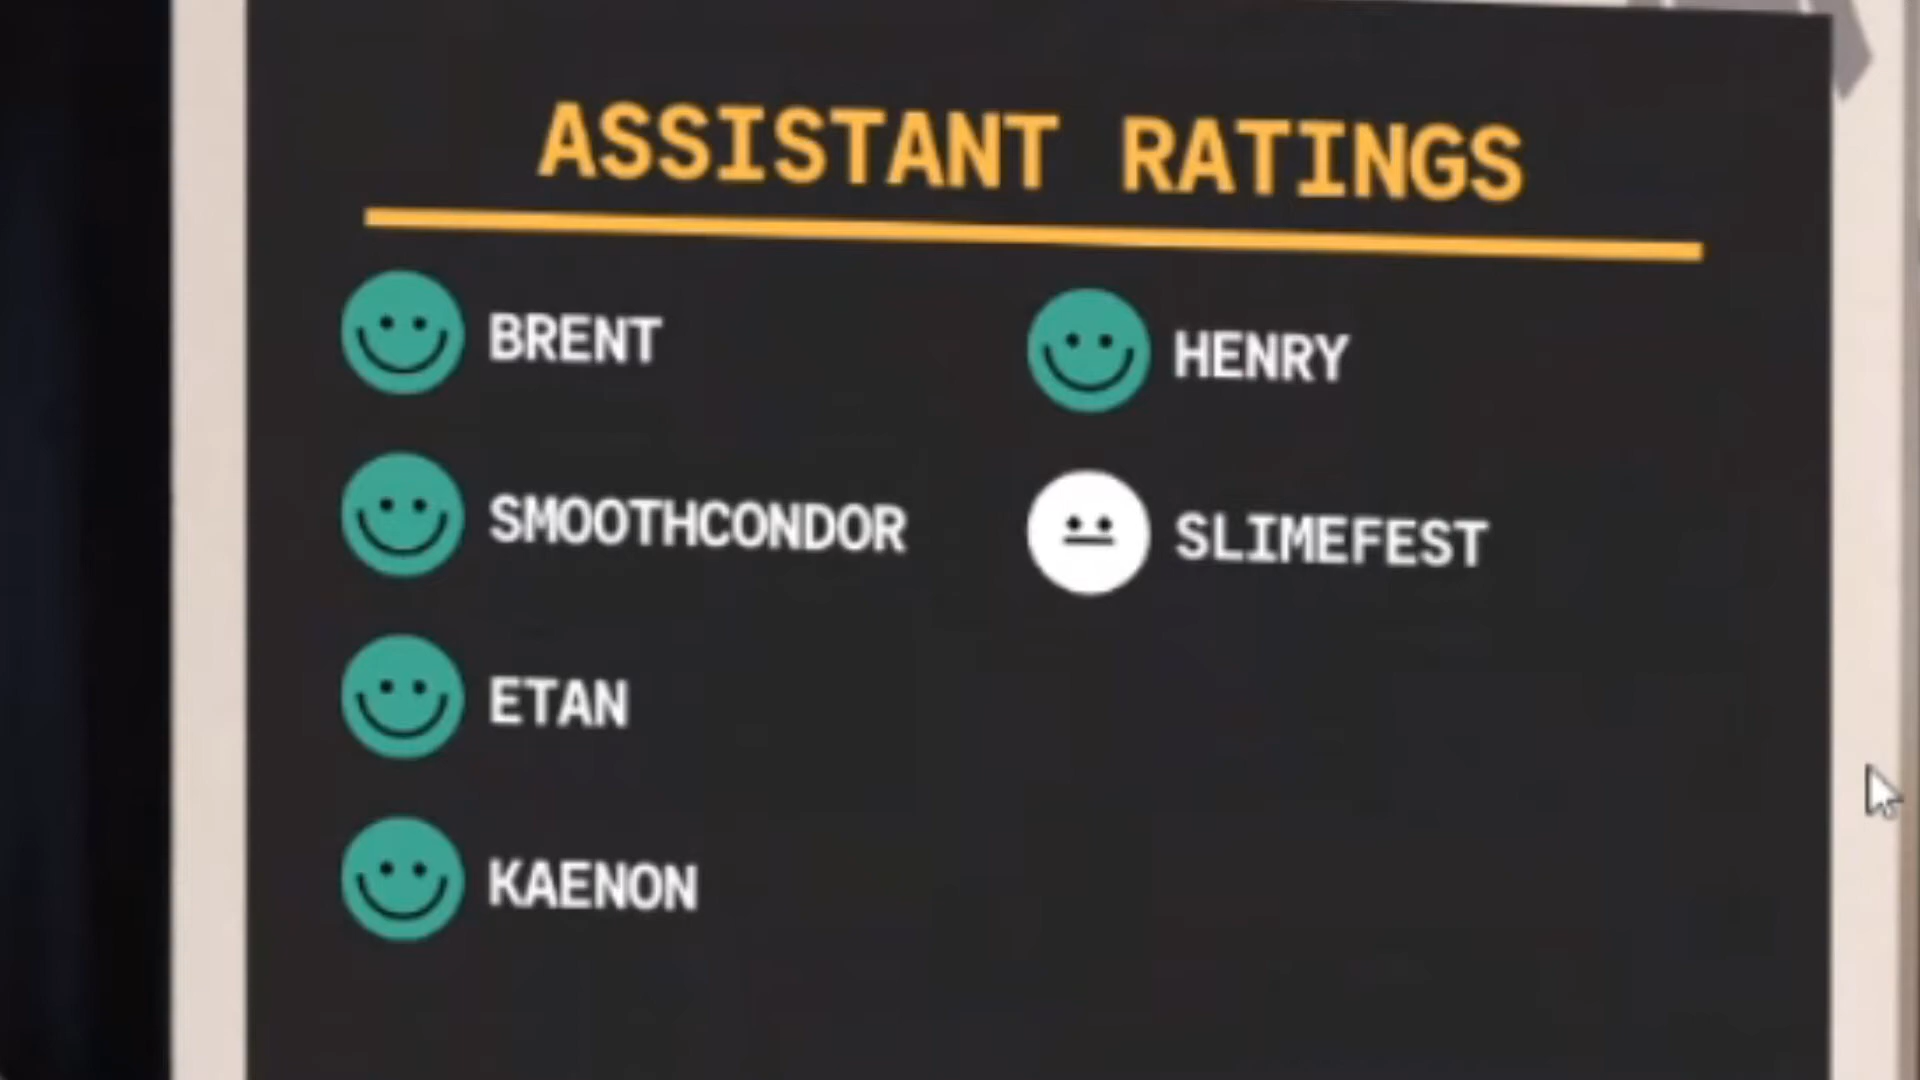 ASSISTANT RATINGS
BRENT
SMOOTHCONDOR
ETAN
KAENON
HENRY
SLIMEFEST